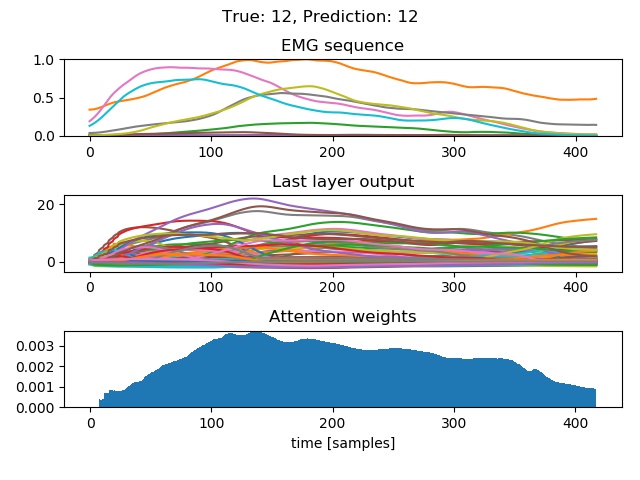 True: 12, Prediction: 12
EMG sequence
1.0
0.5
0.0
0 100 200 300 400
Last layer output
20
0
0 100 200 300 400
Attention weights
0.003
0.002
0.001
0.000
0 100 200 300 400
time [samples]